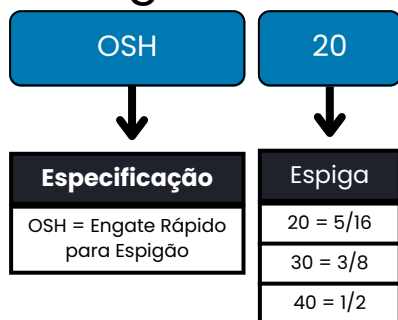 OSH
20
Especificação
OSH = Engate Rápido
para Espigão
Espiga
20 = 5/16
30 = 3/8
40 = 1/2